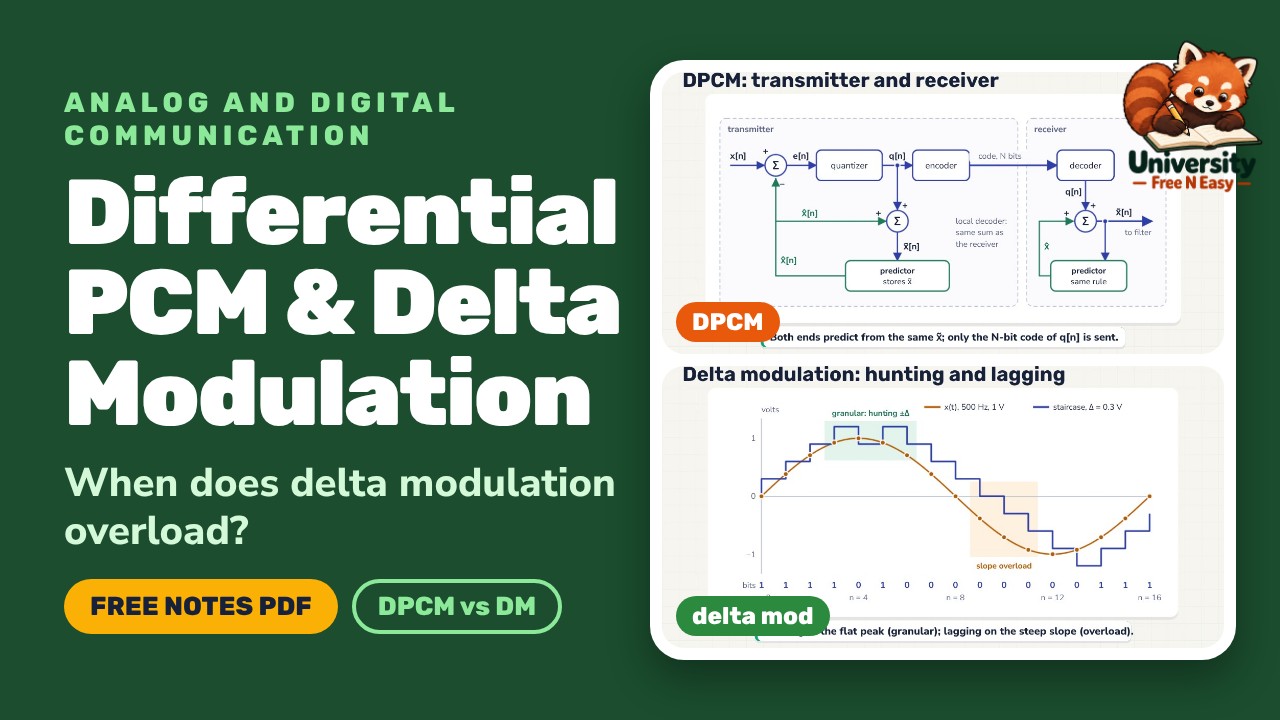 ANALOG AND DIGITAL
COMMUNICATION
Differential
PCM & Delta
Modulation
When does delta modulation
overload?
FREE NOTES PDF
DPCM vs DM
DPCM: transmitter and receiver
transmitter
receiver
x[n]
+
Σ
−
e[n]
quantizer
q[n]
encoder
code, N bits
decoder
q[n]
x̂[n]
+
+
Σ
local decoder:
same sum as
the receiver
+
+
Σ
x̃[n]
to filter
x̃[n]
x̂
x̂[n]
predictor
stores x̃
predictor
same rule
DPCM
Both ends predict from the same x̃; only the N-bit code of q[n] is sent.
Delta modulation: hunting and lagging
volts
granular: hunting ±Δ
x(t), 500 Hz, 1 V
staircase, Δ = 0.3 V
1
0
−1
slope overload
bits 1 1 1 1 0 1 0 0 0 0 0 0 0 1 1 1 1
n = 4
n = 8
n = 12
n = 16
delta mod
the flat peak (granular); lagging on the steep slope (overload).
University
Free N Easy